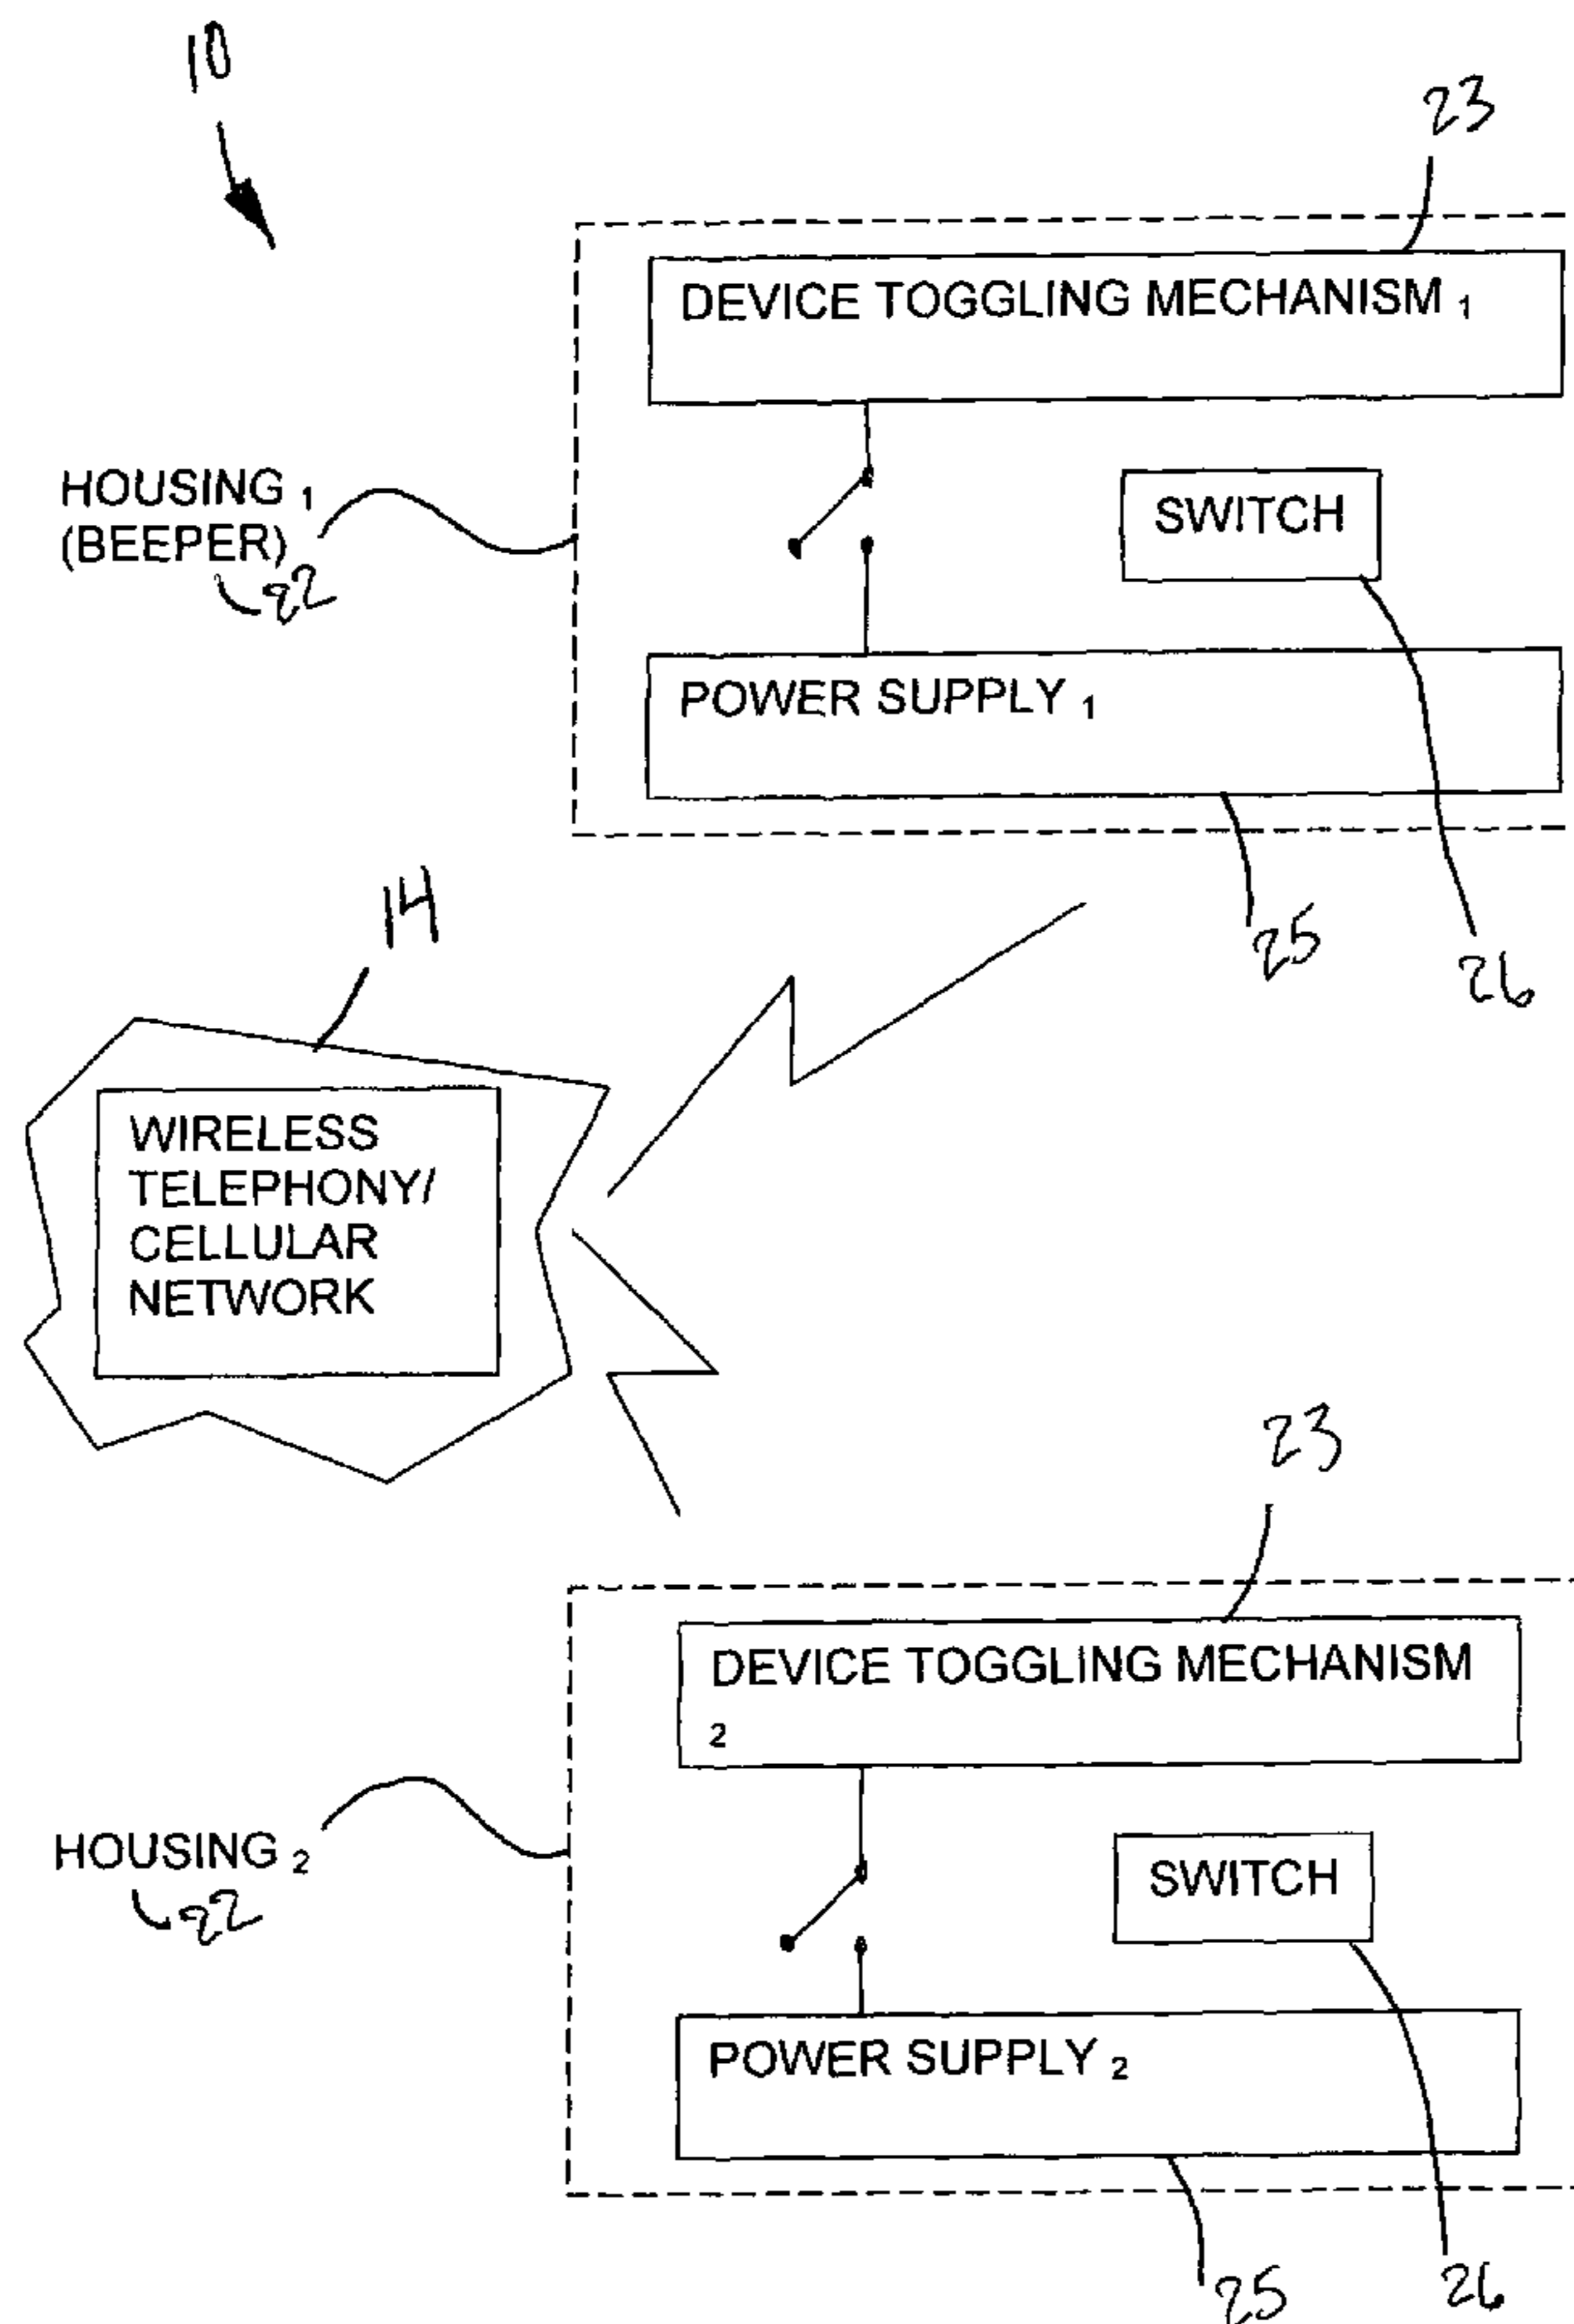 10
23
DEVICE TOGGLING MECHANISM 1
HOUSING 1
(BEEPER)
22
SWITCH
POWER SUPPLY 1
25
26
14
WIRELESS
TELEPHONY/
CELLULAR
NETWORK
23
DEVICE TOGGLING MECHANISM
2
HOUSING 2
22
SWITCH
POWER SUPPLY 2
25
26